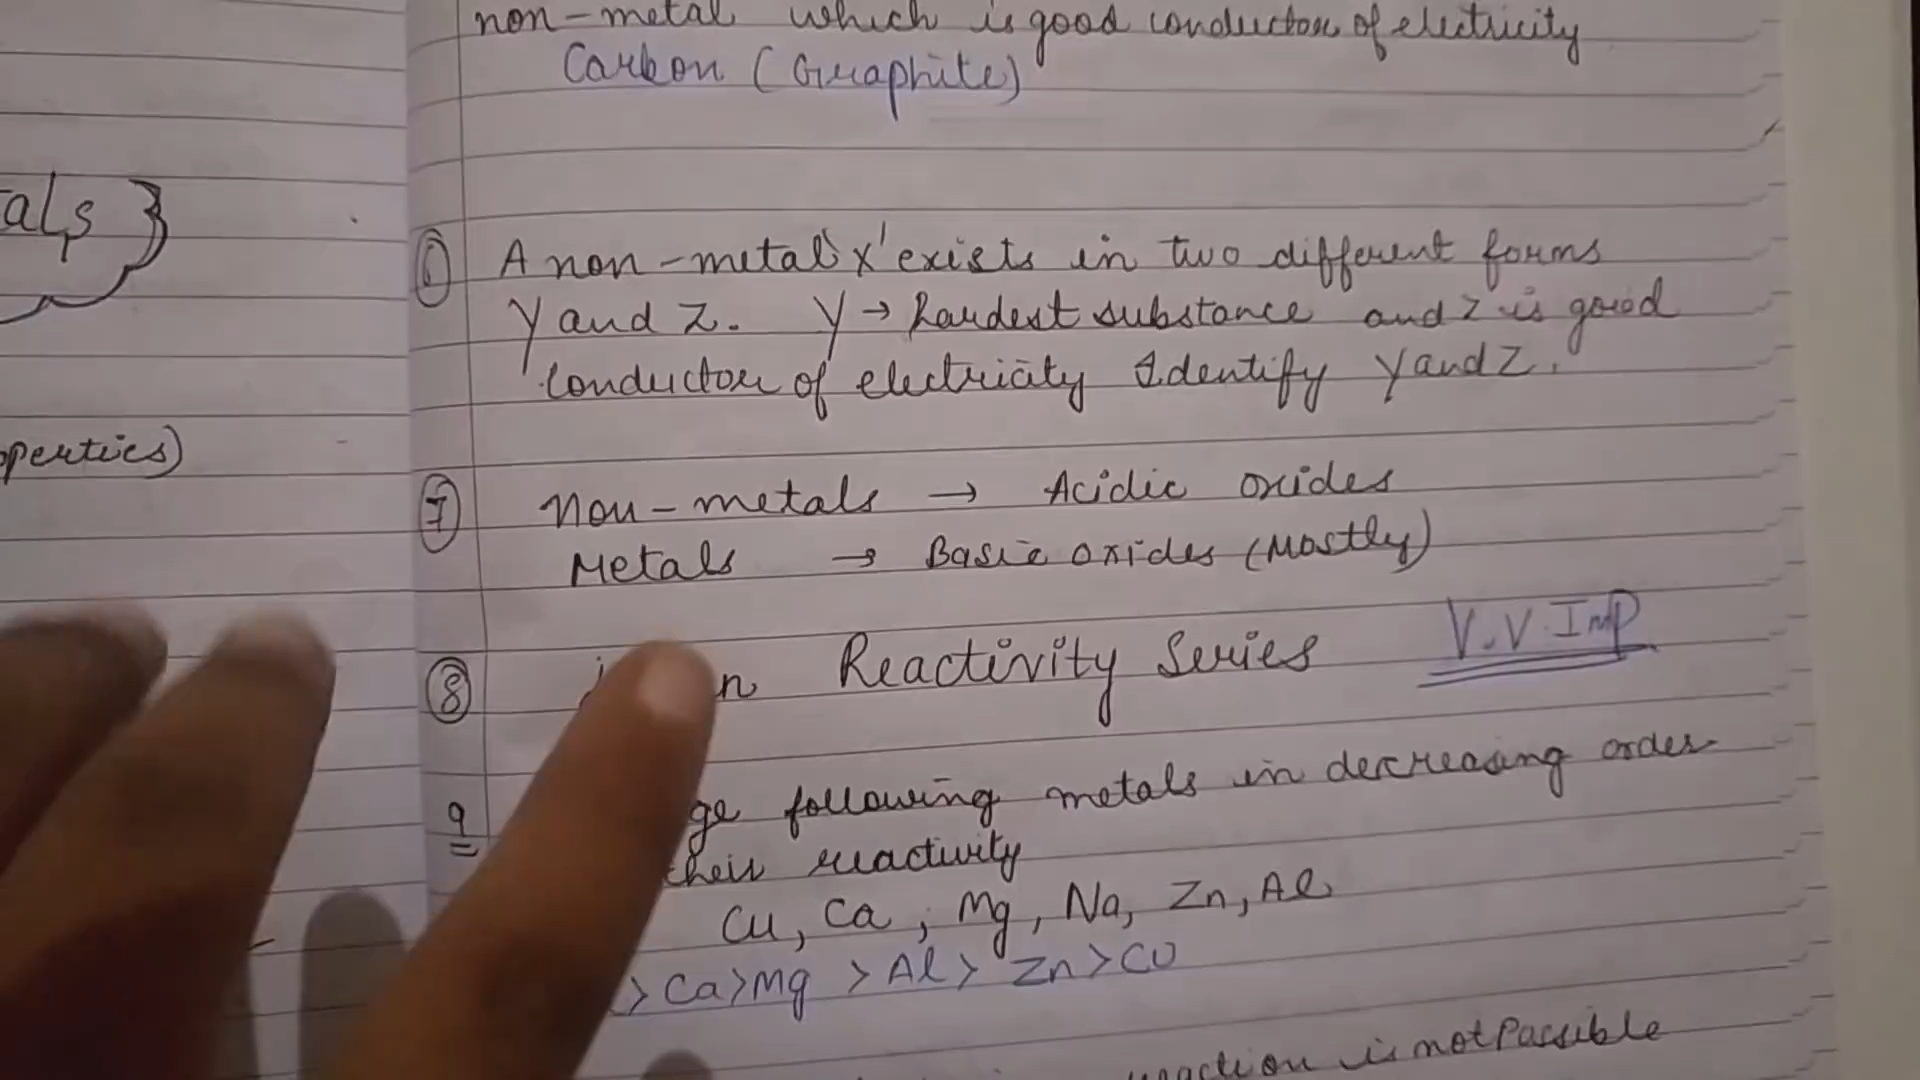 als }
operties)
non-metal which is good conductor of electricity
Carbon (Graphite)
⑥ A non-metal 'x' exists in two different forms
Y and Z. Y → hardest substance and Z is good
conductor of electricity Identify Y and Z.
⑦ Non-metals → Acidic oxides
Metals → Basic oxides (Mostly)
⑧ n Reactivity Series V.V.Imp
9 ge following metals in decreasing order
their reactivity
Cu, Ca, Mg, Na, Zn, Al
> Ca > Mg > Al > Zn > Cu
reaction is not Possible